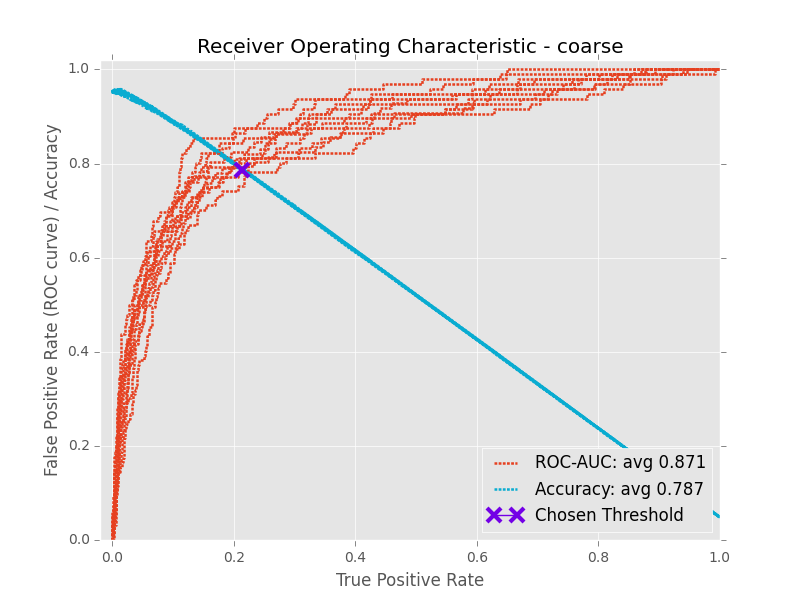 Receiver Operating Characteristic - coarse
False Positive Rate (ROC curve) / Accuracy
1.0
0.8
0.6
0.4
0.2
0.0
ROC-AUC: avg 0.871
Accuracy: avg 0.787
Chosen Threshold
0.0 0.2 0.4 0.6 0.8 1.0
True Positive Rate